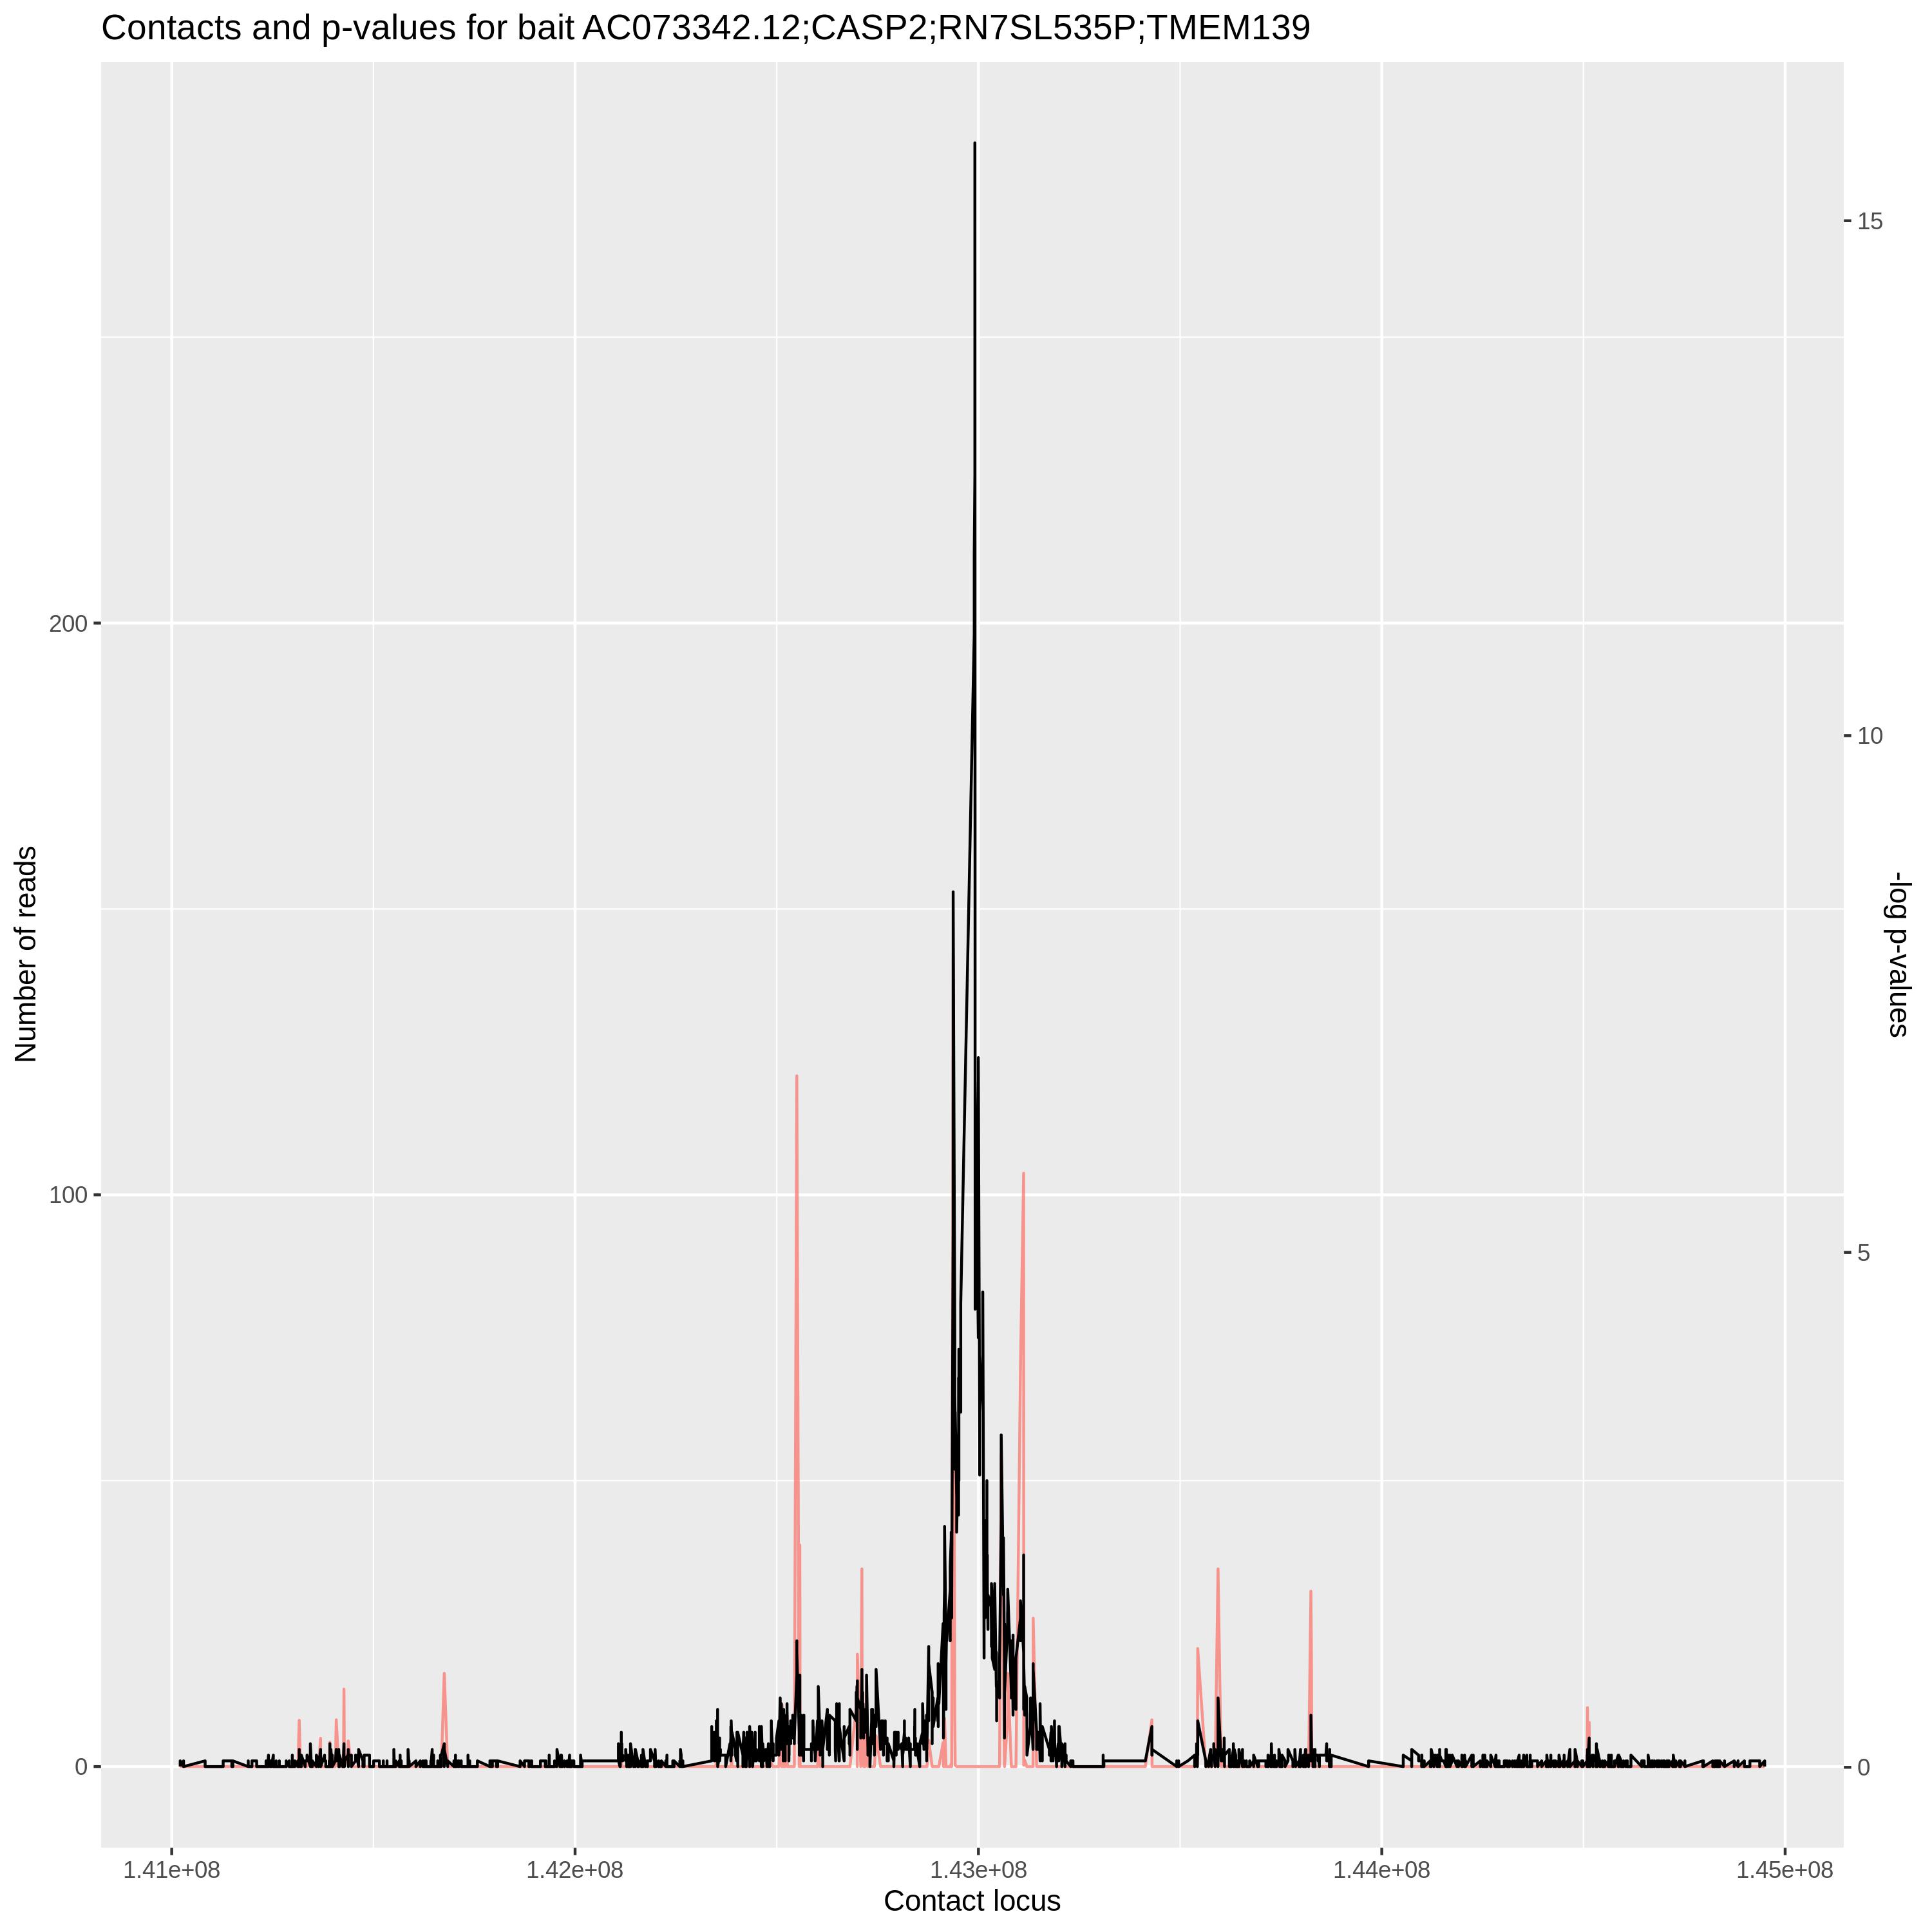 Contacts and p-values for bait AC073342.12;CASP2;RN7SL535P;TMEM139
Number of reads
200
100
0
15
10
5
0
-log p-values
1.41e+08 1.42e+08 1.43e+08 1.44e+08 1.45e+08
Contact locus